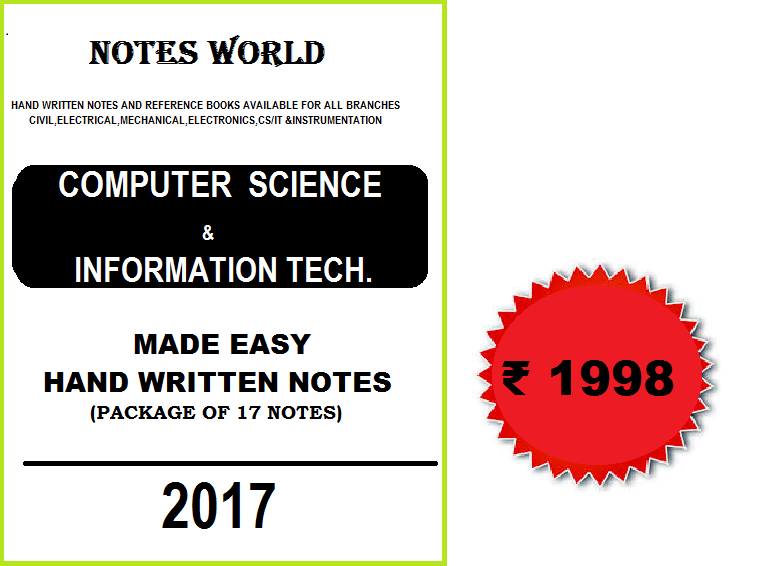 NOTES WORLD
HAND WRITTEN NOTES AND REFERENCE BOOKS AVAILABLE FOR ALL BRANCHES
CIVIL,ELECTRICAL,MECHANICAL,ELECTRONICS,CS/IT &INSTRUMENTATION
COMPUTER SCIENCE
&
INFORMATION TECH.
MADE EASY
HAND WRITTEN NOTES
(PACKAGE OF 17 NOTES)
2017
₹ 1998